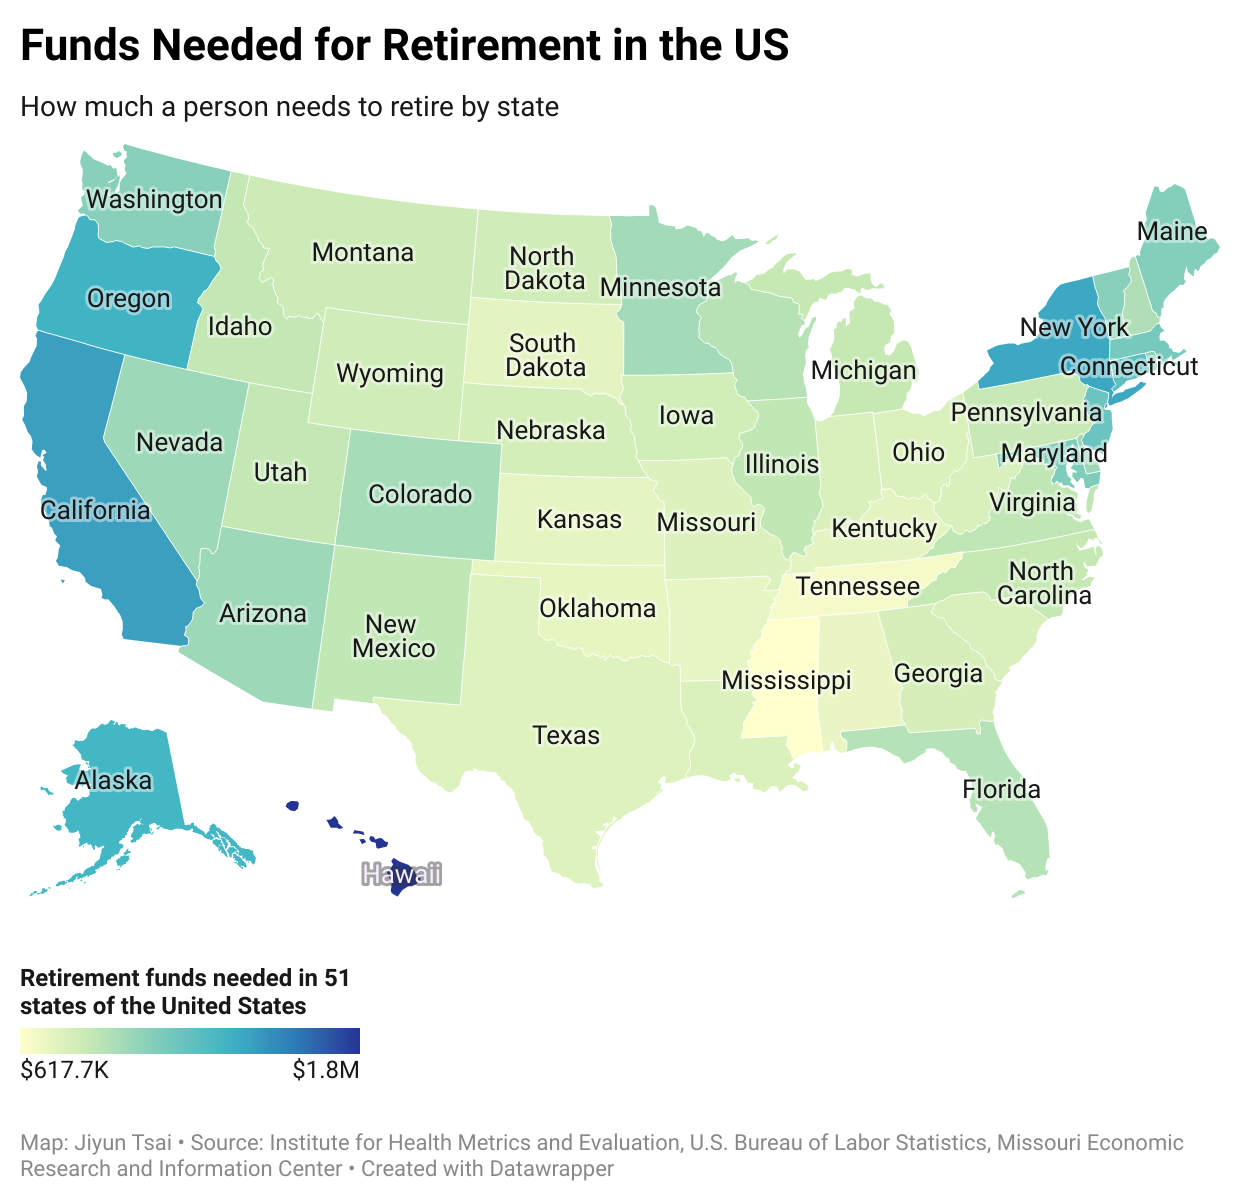 Funds Needed for Retirement in the US
How much a person needs to retire by state
Washington
Maine
Montana
North
Dakota
Minnesota
Oregon
Idaho
New York
South
Dakota
Wyoming
Michigan
Connecticut
Iowa
Pennsylvania
Nebraska
Nevada
Ohio
Maryland
Utah
Illinois
Colorado
Virginia
California
Kansas
Missouri
Kentucky
North
Carolina
Tennessee
Arizona
Oklahoma
New
Mexico
Mississippi
Georgia
Texas
Alaska
Florida
Hawaii
Retirement funds needed in 51
states of the United States
$617.7K
$1.8M
Map: Jiyun Tsai • Source: Institute for Health Metrics and Evaluation, U.S. Bureau of Labor Statistics, Missouri Economic
Research and Information Center • Created with Datawrapper